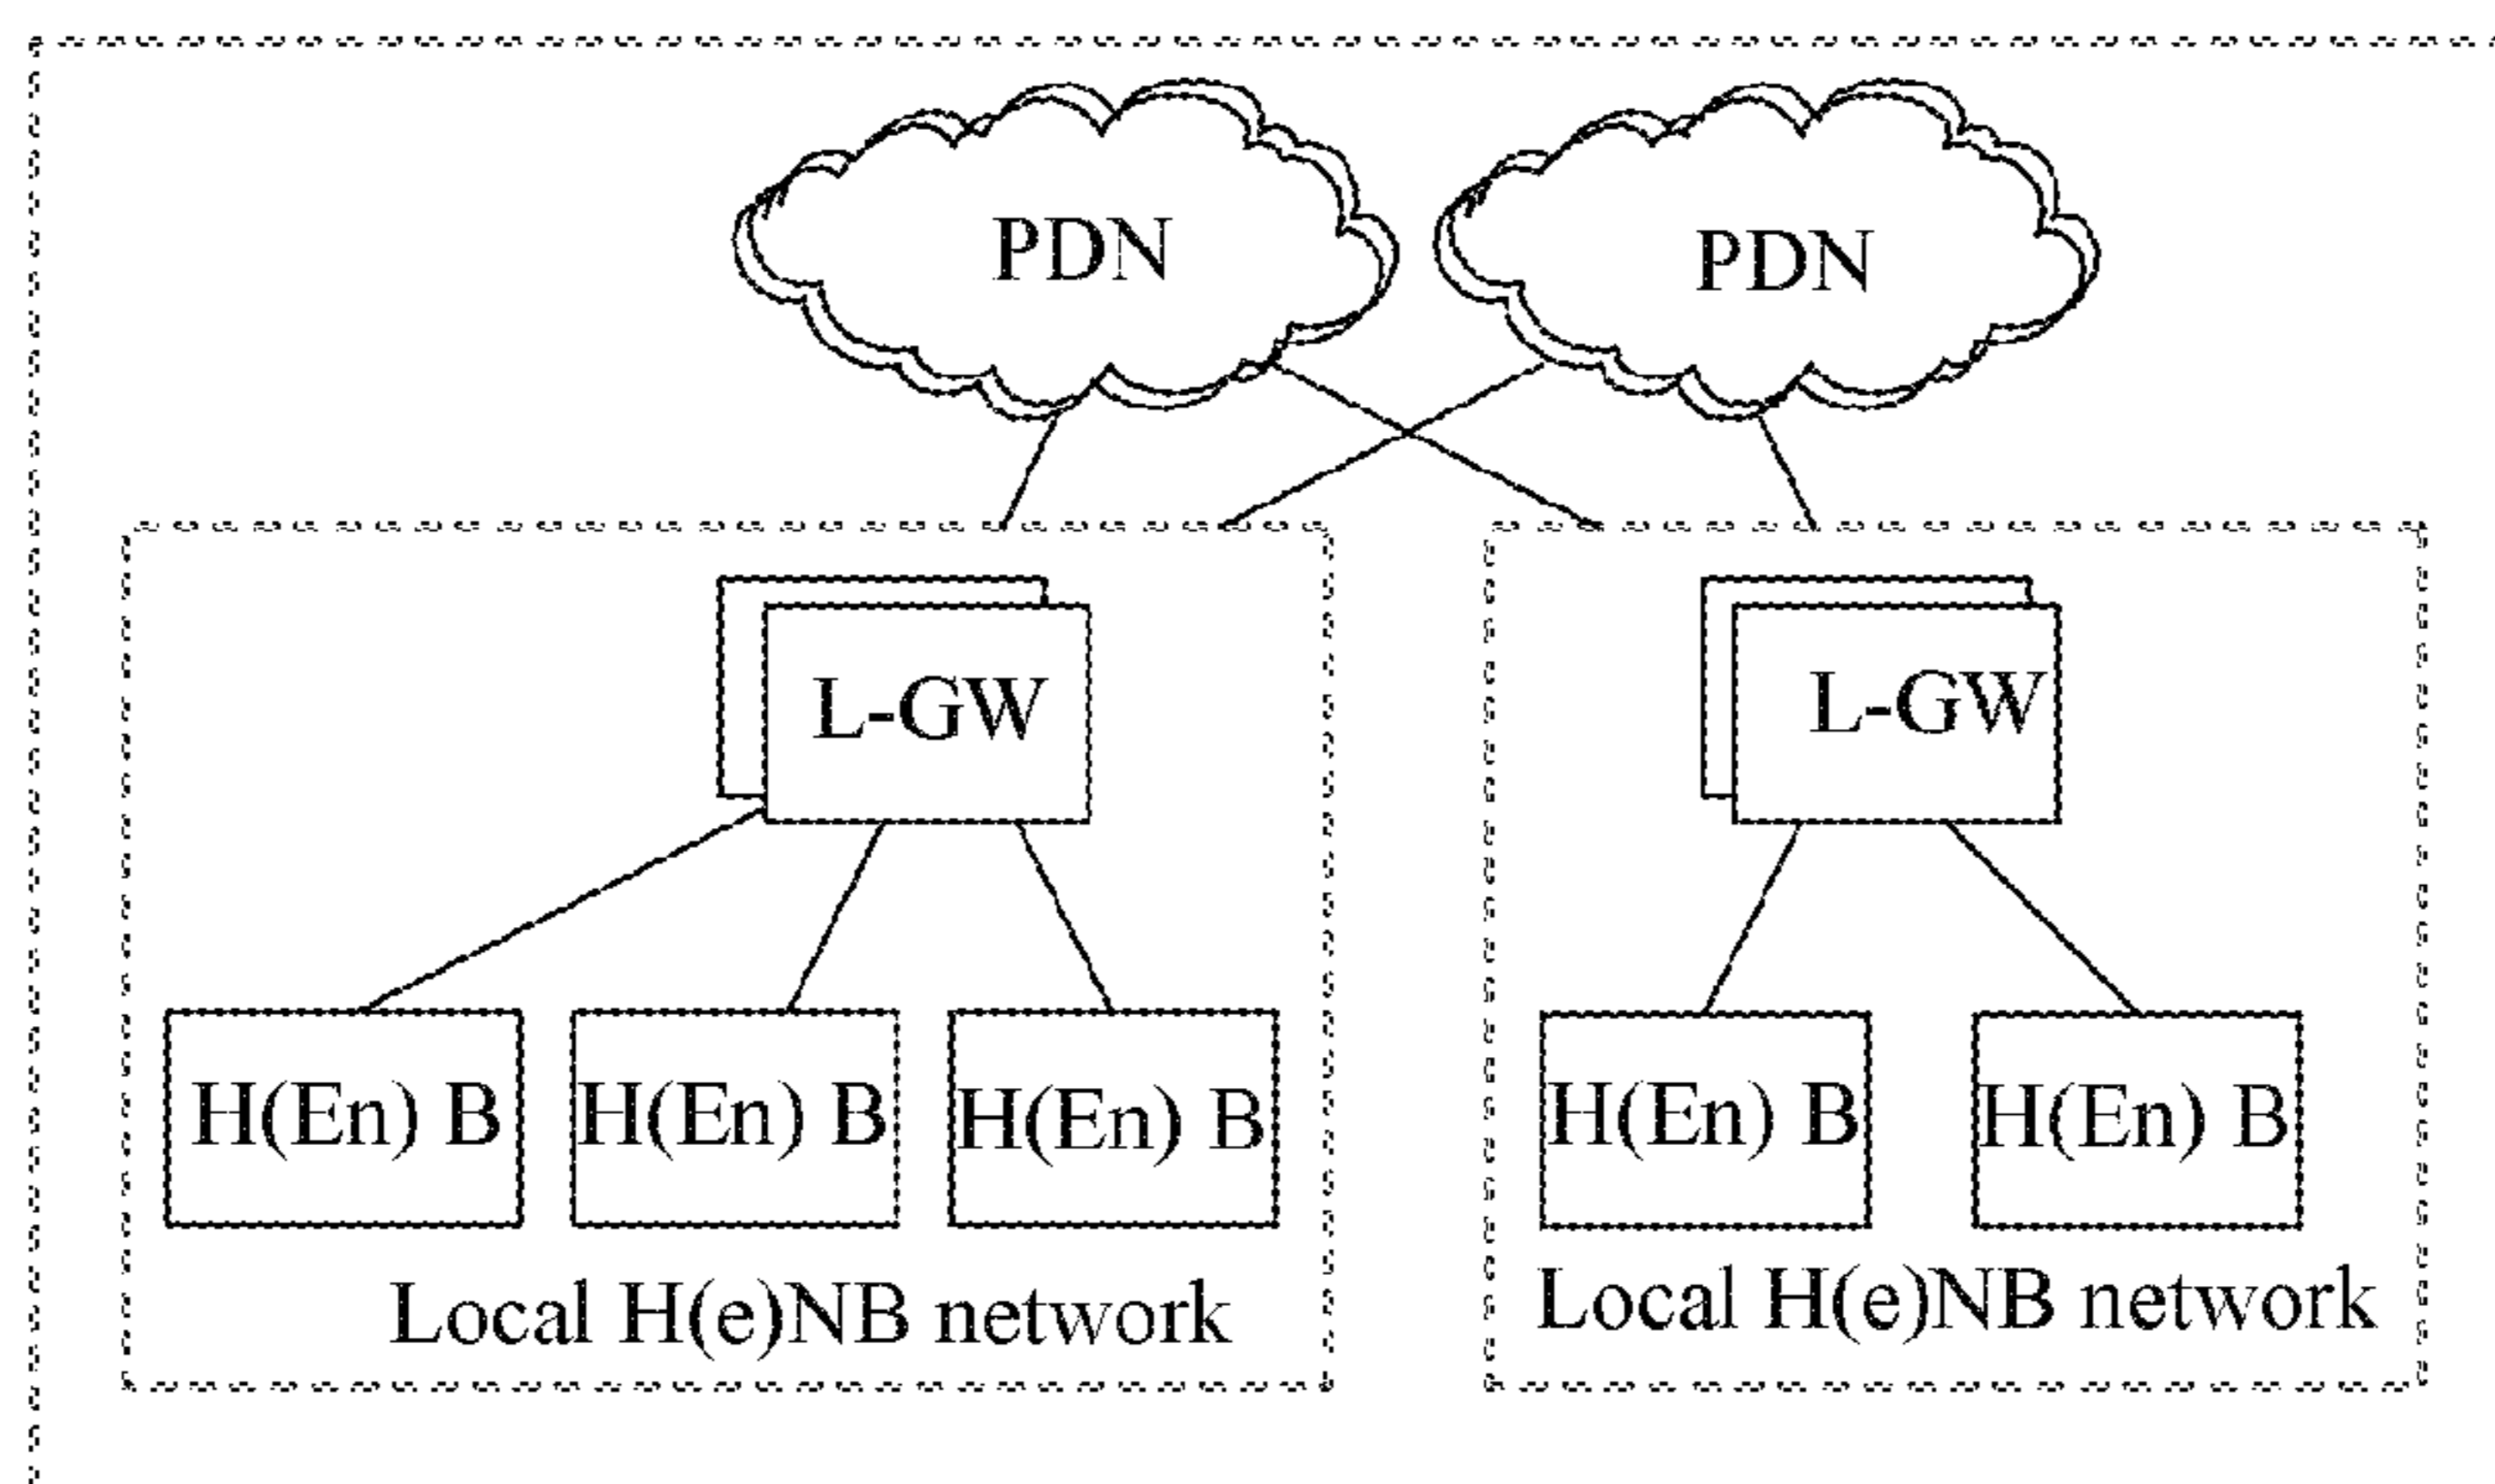 PDN
PDN
L-GW
L-GW
H(En) B
H(En) B
H(En) B
H(En) B
H(En) B
Local H(e)NB network
Local H(e)NB network